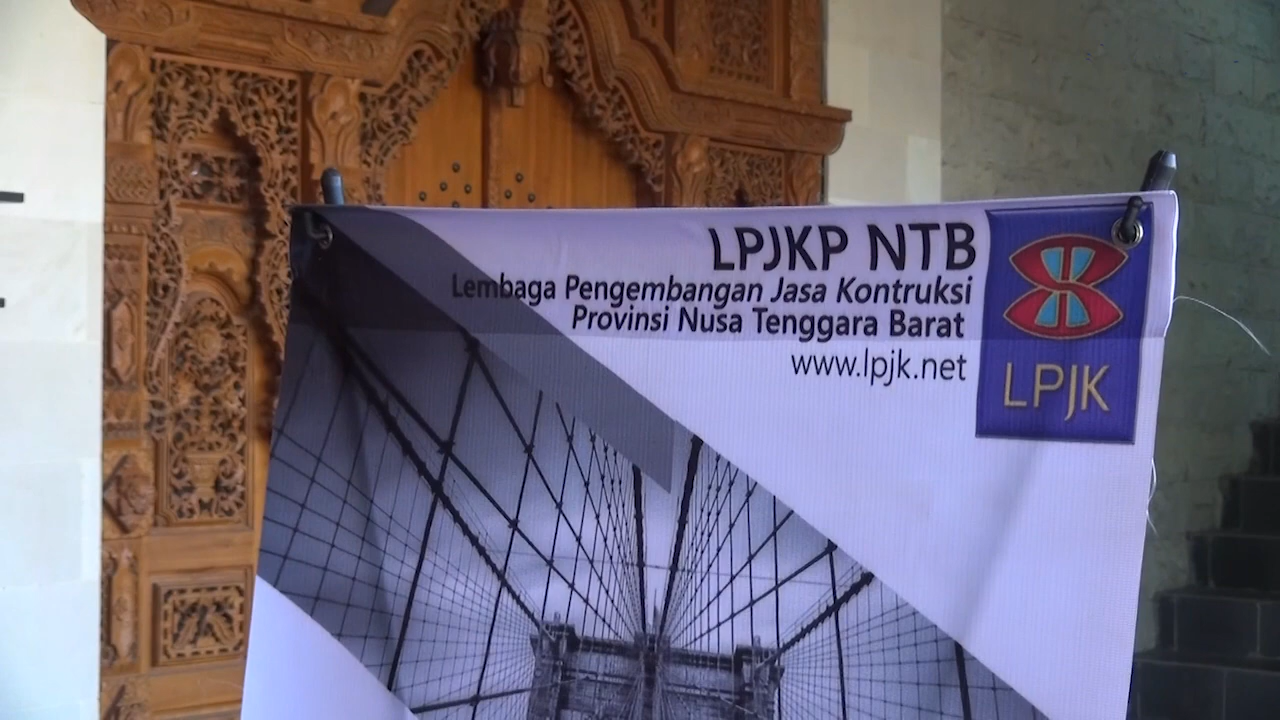 LPJKP NTB
Lembaga Pengembangan Jasa Kontruksi
Provinsi Nusa Tenggara Barat
www.lpjk.net
LPJK